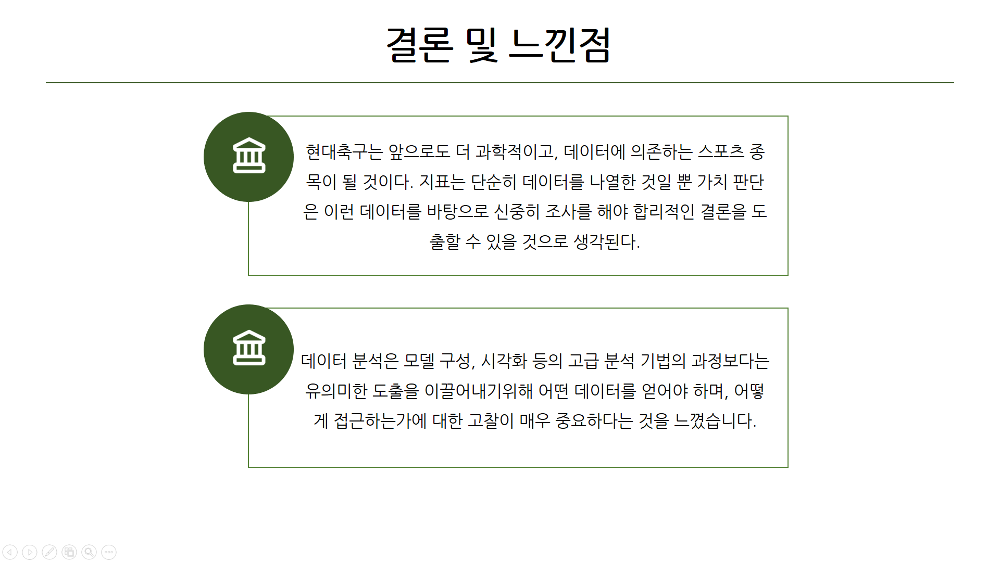 결론 및 느낀점
현대축구는 앞으로도 더 과학적이고, 데이터에 의존하는 스포츠 종
목이 될 것이다. 지표는 단순히 데이터를 나열한 것일 뿐 가치 판단
은 이런 데이터를 바탕으로 신중히 조사를 해야 합리적인 결론을 도
출할 수 있을 것으로 생각된다.
데이터 분석은 모델 구성, 시각화 등의 고급 분석 기법의 과정보다는
유의미한 도출을 이끌어내기위해 어떤 데이터를 얻어야 하며, 어떻
게 접근하는가에 대한 고찰이 매우 중요하다는 것을 느꼈습니다.